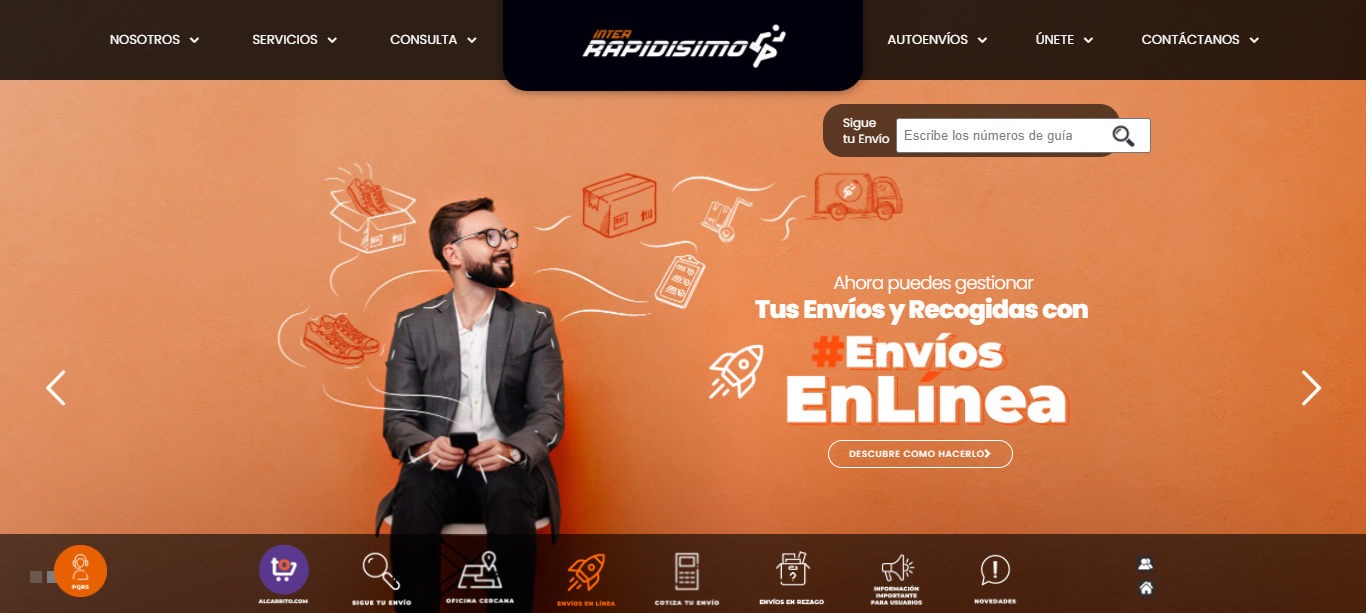 NOSOTROS
SERVICIOS
CONSULTA
INTER
RAPIDISIMO
AUTOENVÍOS
ÚNETE
CONTÁCTANOS
Sigue
tu Envío
Escribe los números de guía
Ahora puedes gestionar
Tus Envíos y Recogidas con
#Envíos
EnLínea
DESCUBRE COMO HACERLO
PQRS
ALCARRITO.COM
SIGUE TU ENVÍO
OFICINA CERCANA
ENVÍOS EN LÍNEA
COTIZA TU ENVÍO
ENVÍOS EN REZAGO
INFORMACIÓN
IMPORTANTE
PARA USUARIOS
NOVEDADES